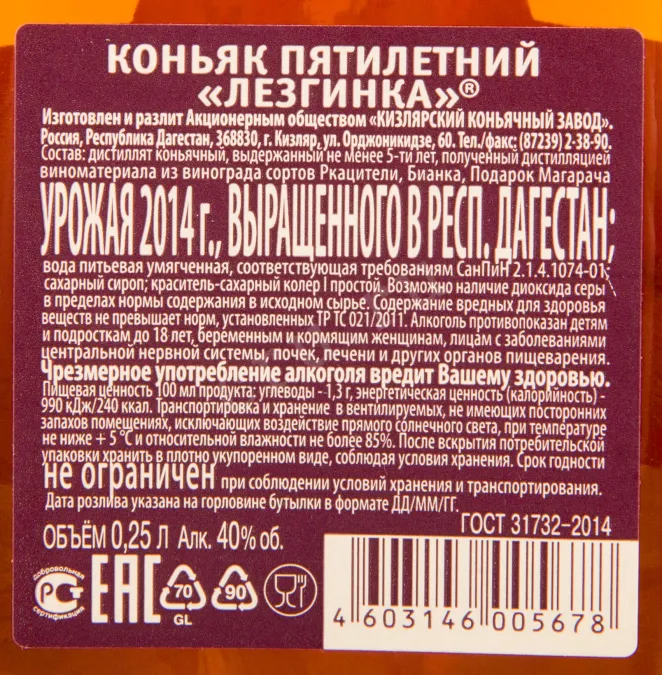 КОНЬЯК ПЯТИЛЕТНИЙ
«ЛЕЗГИНКА»®
Изготовлен и разлит Акционерным обществом «КИЗЛЯРСКИЙ КОНЬЯЧНЫЙ ЗАВОД».
Россия, Республика Дагестан, 368830, г. Кизляр, ул. Орджоникидзе, 60. Тел./факс: (87239) 2-38-90.
Состав: дистиллят коньячный, выдержанный не менее 5-ти лет, полученный дистилляцией
виноматериала из винограда сортов Ркацители, Бианка, Подарок Магарача
УРОЖАЯ 2014 г., ВЫРАЩЕННОГО В РЕСП. ДАГЕСТАН;
вода питьевая умягченная, соответствующая требованиям СанПиН 2.1.4.1074-01;
сахарный сироп; краситель-сахарный колер I простой. Возможно наличие диоксида серы
в пределах нормы содержания в исходном сырье. Содержание вредных для здоровья
веществ не превышает норм, установленных ТР ТС 021/2011. Алкоголь противопоказан детям
и подросткам до 18 лет, беременным и кормящим женщинам, лицам с заболеваниями
центральной нервной системы, почек, печени и других органов пищеварения.
Чрезмерное употребление алкоголя вредит Вашему здоровью.
Пищевая ценность 100 мл продукта: углеводы - 1,3 г, энергетическая ценность (калорийность) -
990 кДж/240 ккал. Транспортировка и хранение в вентилируемых, не имеющих посторонних
запахов помещениях, исключающих воздействие прямого солнечного света, при температуре
не ниже + 5 °С и относительной влажности не более 85%. После вскрытия потребительской
упаковки хранить в плотно укупоренном виде, соблюдая условия хранения. Срок годности
не ограничен при соблюдении условий хранения и транспортирования.
Дата розлива указана на горловине бутылки в формате ДД/ММ/ГГ.
ГОСТ 31732-2014
ОБЪЁМ 0,25 Л Алк. 40% об.
добровольная
РСТ
сертификация
ЕАС
70
GL
90
4 603146 005678